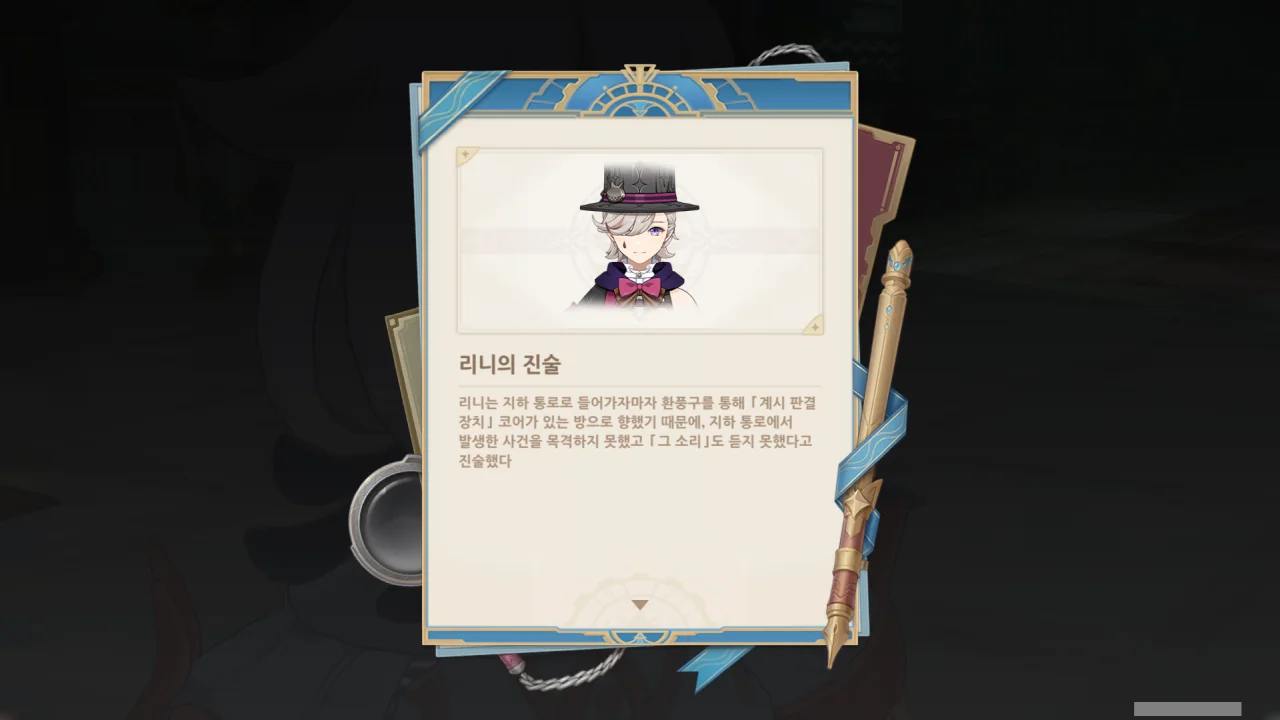 리니의 진술
리니는 지하 통로로 들어가자마자 환풍구를 통해 「계시 판결
장치」 코어가 있는 방으로 향했기 때문에, 지하 통로에서
발생한 사건을 목격하지 못했고 「그 소리」도 듣지 못했다고
진술했다